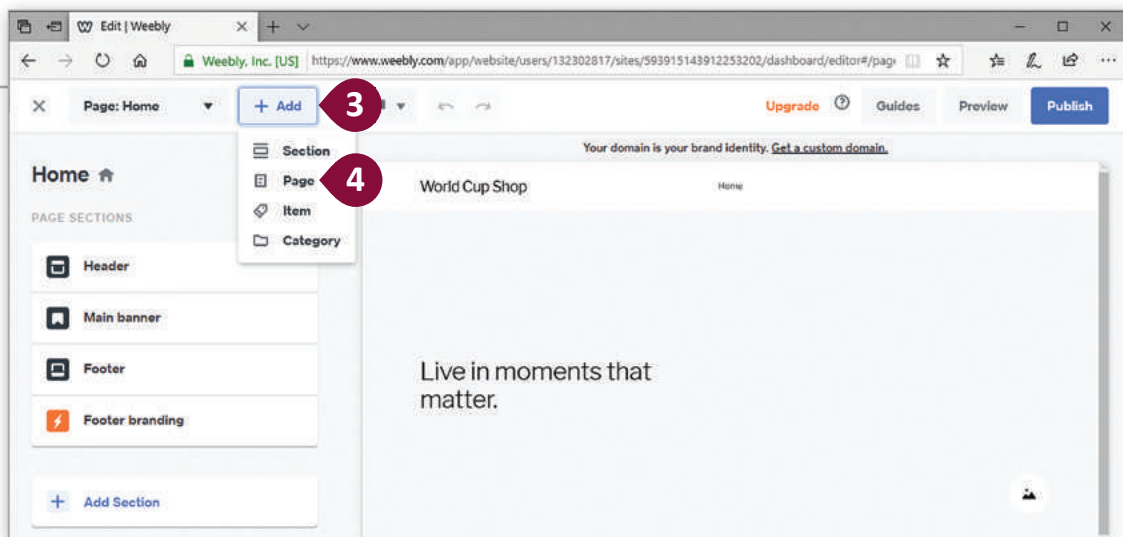 Edit | Weebly
Weebly, Inc. [US] https://www.weebly.com/app/website/users/132302817/sites/593915143912253202/dashboard/editor#/page
Page: Home + Add 3 Upgrade ? Guides Preview Publish
Section
Page 4
Item
Category
Your domain is your brand identity. Get a custom domain.
Home
PAGE SECTIONS
Header
Main banner
Footer
Footer branding
+ Add Section
World Cup Shop Home
Live in moments that
matter.